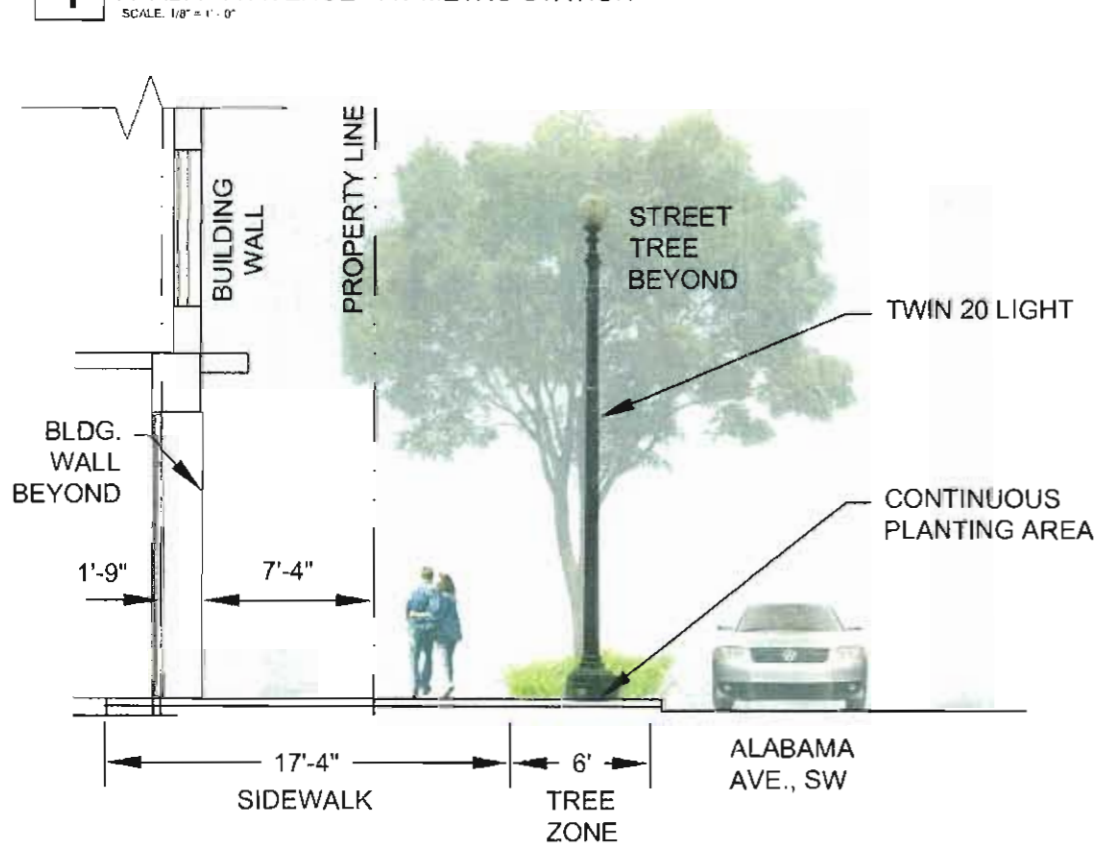 SCALE: 1/8" = 1' - 0"
BUILDING
WALL
PROPERTY LINE
STREET
TREE
BEYOND
TWIN 20 LIGHT
BLDG.
WALL
BEYOND
CONTINUOUS
PLANTING AREA
1'-9"
7'-4"
17'-4"
SIDEWALK
6'
TREE
ZONE
ALABAMA
AVE., SW